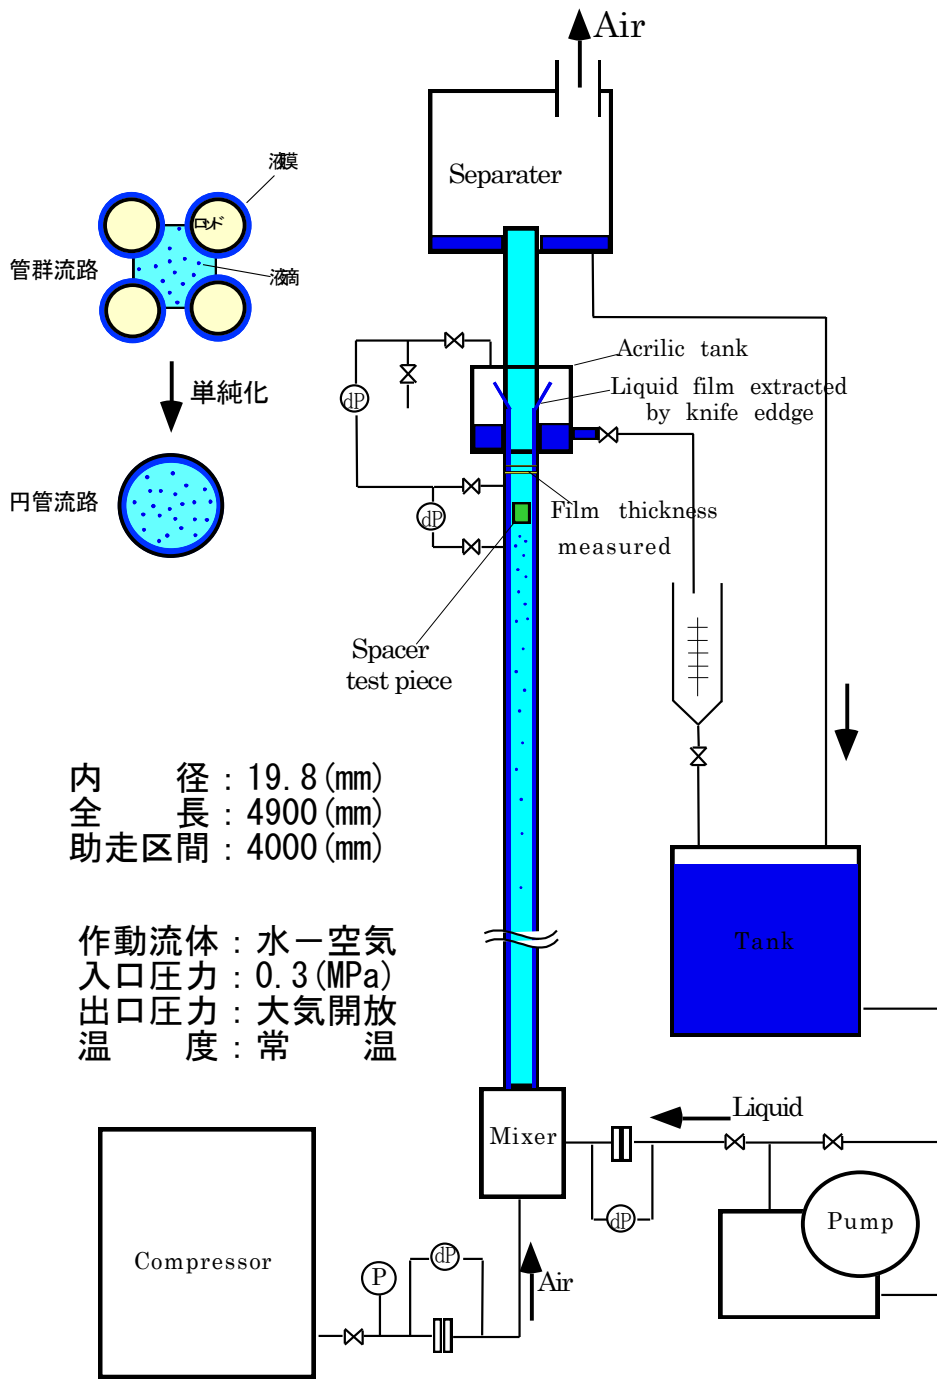 Air
Separater
液膜
ロッド
液滴
管群流路
単純化
円管流路
Acrilic tank
Liquid film extracted
by knife eddge
dP
dP
Film thickness
measured
Spacer
test piece
内　　径：19.8(mm)
全　　長：4900(mm)
助走区間：4000(mm)
作動流体：水－空気
入口圧力：0.3(MPa)
出口圧力：大気開放
温　　度：常　　温
Tank
Mixer
Liquid
dP
Pump
Compressor
P
dP
Air